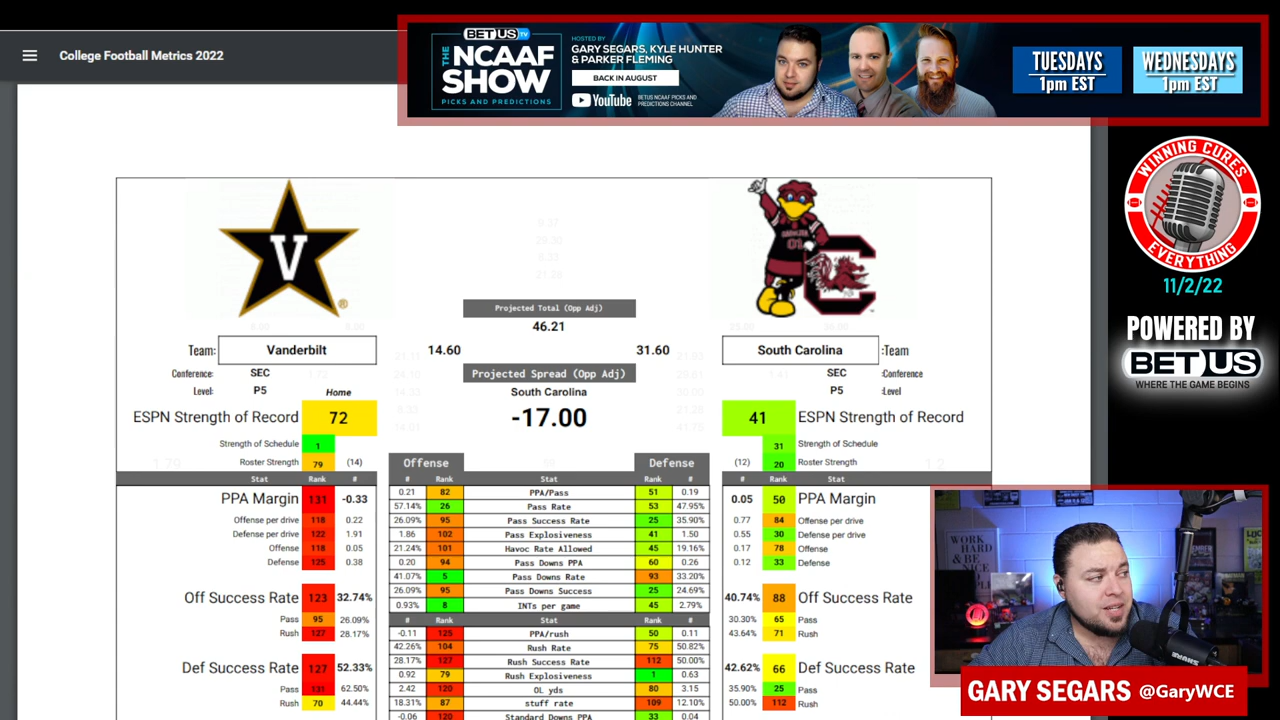 College Football Metrics 2022
BETUS TV
THE NCAAF SHOW
PICKS AND PREDICTIONS
HOSTED BY
GARY SEGARS, KYLE HUNTER
& PARKER FLEMING
BACK IN AUGUST
YouTube
BETUS NCAAF PICKS AND
PREDICTIONS CHANNEL
TUESDAYS
1pm EST
WEDNESDAYS
1pm EST
WINNING CURES
EVERYTHING
11/2/22
POWERED BY
BETUS
WHERE THE GAME BEGINS
V
®
C
Projected Total (Opp Adj)
46.21
Team: Vanderbilt 14.60 31.60 South Carolina :Team
Conference: SEC Projected Spread (Opp Adj) SEC :Conference
Level: P5 Home South Carolina P5 :Level
ESPN Strength of Record 72 -17.00 41 ESPN Strength of Record
Strength of Schedule 1 31 Strength of Schedule
Roster Strength 79 (14) Offense Defense (12) 20 Roster Strength
Stat Rank # # Rank Stat Rank # # Rank Stat
PPA Margin 131 -0.33 0.05 50 PPA Margin
0.21 82 PPA/Pass 51 0.19
57.14% 26 Pass Rate 53 47.95%
Offense per drive 118 0.22 26.09% 95 Pass Success Rate 25 35.90% 0.77 84 Offense per drive
Defense per drive 122 1.91 1.86 102 Pass Explosiveness 41 1.50 0.55 30 Defense per drive
Offense 118 0.05 21.24% 101 Havoc Rate Allowed 45 19.16% 0.17 78 Offense
Defense 125 0.38 0.20 94 Pass Downs PPA 60 0.26 0.12 33 Defense
41.07% 5 Pass Downs Rate 93 33.20%
Off Success Rate 123 32.74% 26.09% 95 Pass Downs Success 25 24.69% 40.74% 88 Off Success Rate
0.93% 8 INTs per game 45 2.79%
Pass 95 26.09% # Rank Stat Rank # 30.30% 65 Pass
Rush 127 28.17% -0.11 125 PPA/rush 50 0.11 43.64% 71 Rush
42.26% 104 Rush Rate 75 50.82%
Def Success Rate 127 52.33% 28.17% 127 Rush Success Rate 112 50.00% 42.62% 66 Def Success Rate
0.92 79 Rush Explosiveness 1 0.63
Pass 131 62.50% 2.42 120 OL yds 80 3.15 35.90% 25 Pass
Rush 70 44.44% 18.31% 87 stuff rate 109 12.10% 50.00% 112 Rush
-0.06 120 Standard Downs PPA 33 0.04
WORK
HARD
& BE
NICE
GARY SEGARS @GaryWCE